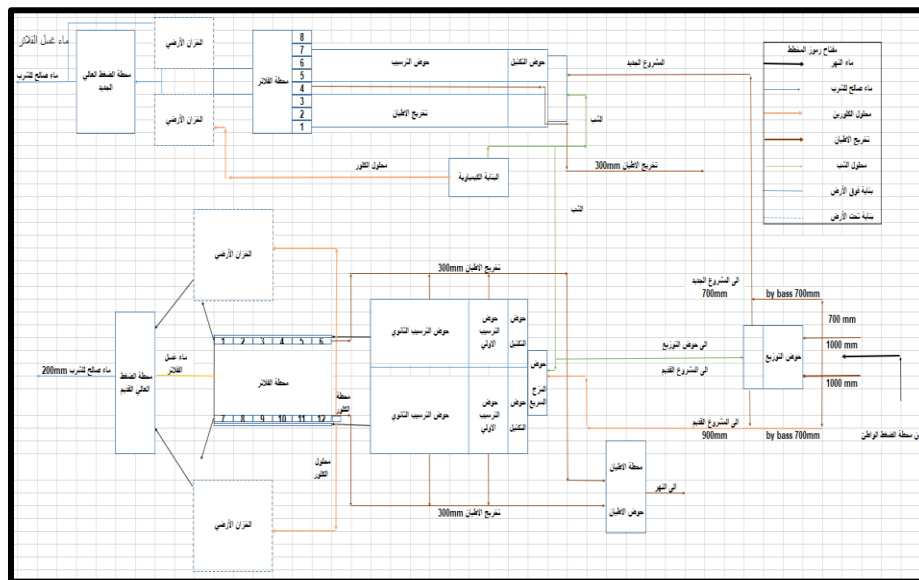 ماء غسل الفلاتر
ماء صالح للشرب
محطة الضغط العالي
الجديد
الخزان الأرضي
الخزان الأرضي
محطة الفلاتر
8
7
6
5
4
3
2
1
حوض الترسيب
تخريج الاطيان
حوض التكتيل
المشروع الجديد
الشب
تخريج الاطيان 300mm
محلول الكلور
البناية الكيمياوية
الشب
مفتاح رموز المخطط
ماء النهر
ماء صالح للشرب
محلول الكلورين
تخريج الاطيان
محلول الشب
بناية فوق الأرض
بناية تحت الأرض
الخزان الأرضي
تخريج الاطيان 300mm
الى المشروع الجديد
700mm
by bass 700mm
700 mm
1000 mm
1000 mm
حوض التوزيع
الى حوض التوزيع
الى المشروع القديم
الى المشروع القديم
900mm
by bass 700mm
ن محطة الضغط الواطئ
حوض الترسيب الثانوي
حوض
الترسيب
الاولي
حوض
التكتيل
حوض
المزج
السريع
حوض الترسيب الثانوي
حوض
الترسيب
الاولي
حوض
التكتيل
1 2 3 4 5 6
محطة الفلاتر
7 8 9 10 11 12
ماء غسل
الفلاتر
محطة الضغط
العالي القديم
ماء صالح للشرب 200mm
محطة
الكلور
محلول
الكلور
الخزان الأرضي
تخريج الاطيان 300mm
محطة الاطيان
حوض الاطيان
الى النهر